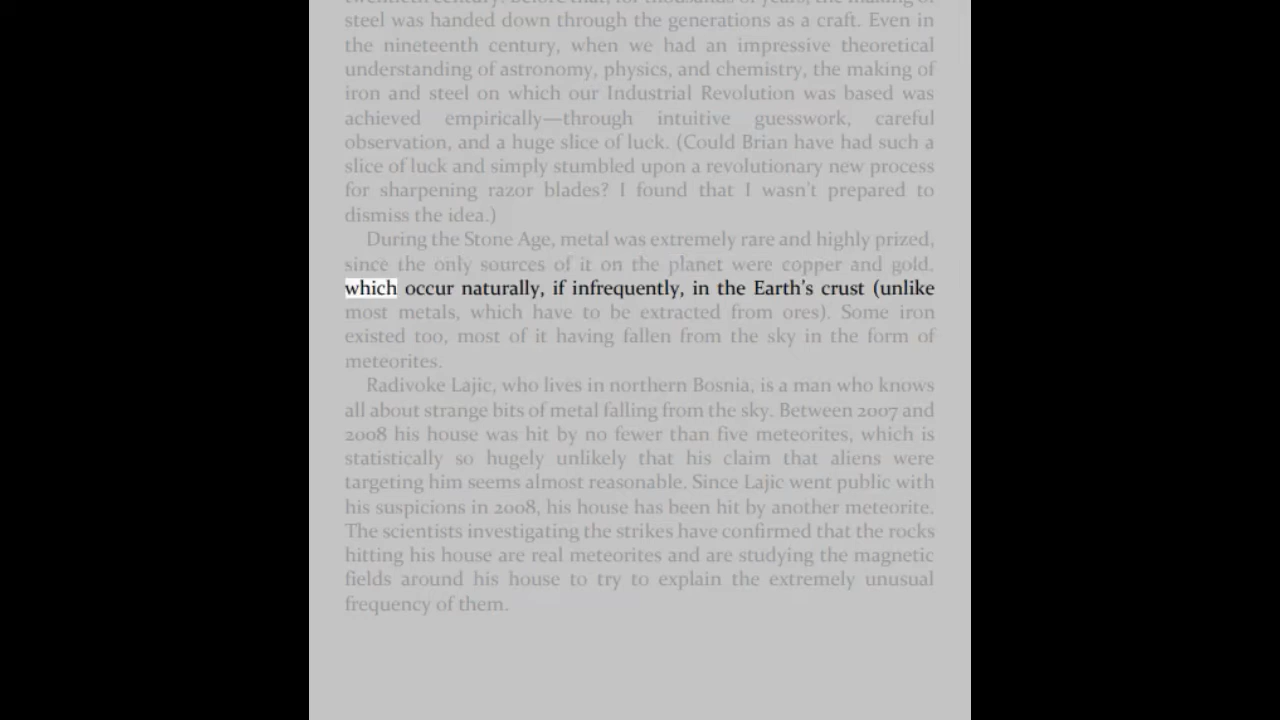 twentieth century. Before that, for thousands of years, the making of
steel was handed down through the generations as a craft. Even in
the nineteenth century, when we had an impressive theoretical
understanding of astronomy, physics, and chemistry, the making of
iron and steel on which our Industrial Revolution was based was
achieved empirically—through intuitive guesswork, careful
observation, and a huge slice of luck. (Could Brian have had such a
slice of luck and simply stumbled upon a revolutionary new process
for sharpening razor blades? I found that I wasn't prepared to
dismiss the idea.)
During the Stone Age, metal was extremely rare and highly prized,
since the only sources of it on the planet were copper and gold,
which occur naturally, if infrequently, in the Earth's crust (unlike
most metals, which have to be extracted from ores). Some iron
existed too, most of it having fallen from the sky in the form of
meteorites.
Radivoke Lajic, who lives in northern Bosnia, is a man who knows
all about strange bits of metal falling from the sky. Between 2007 and
2008 his house was hit by no fewer than five meteorites, which is
statistically so hugely unlikely that his claim that aliens were
targeting him seems almost reasonable. Since Lajic went public with
his suspicions in 2008, his house has been hit by another meteorite.
The scientists investigating the strikes have confirmed that the rocks
hitting his house are real meteorites and are studying the magnetic
fields around his house to try to explain the extremely unusual
frequency of them.